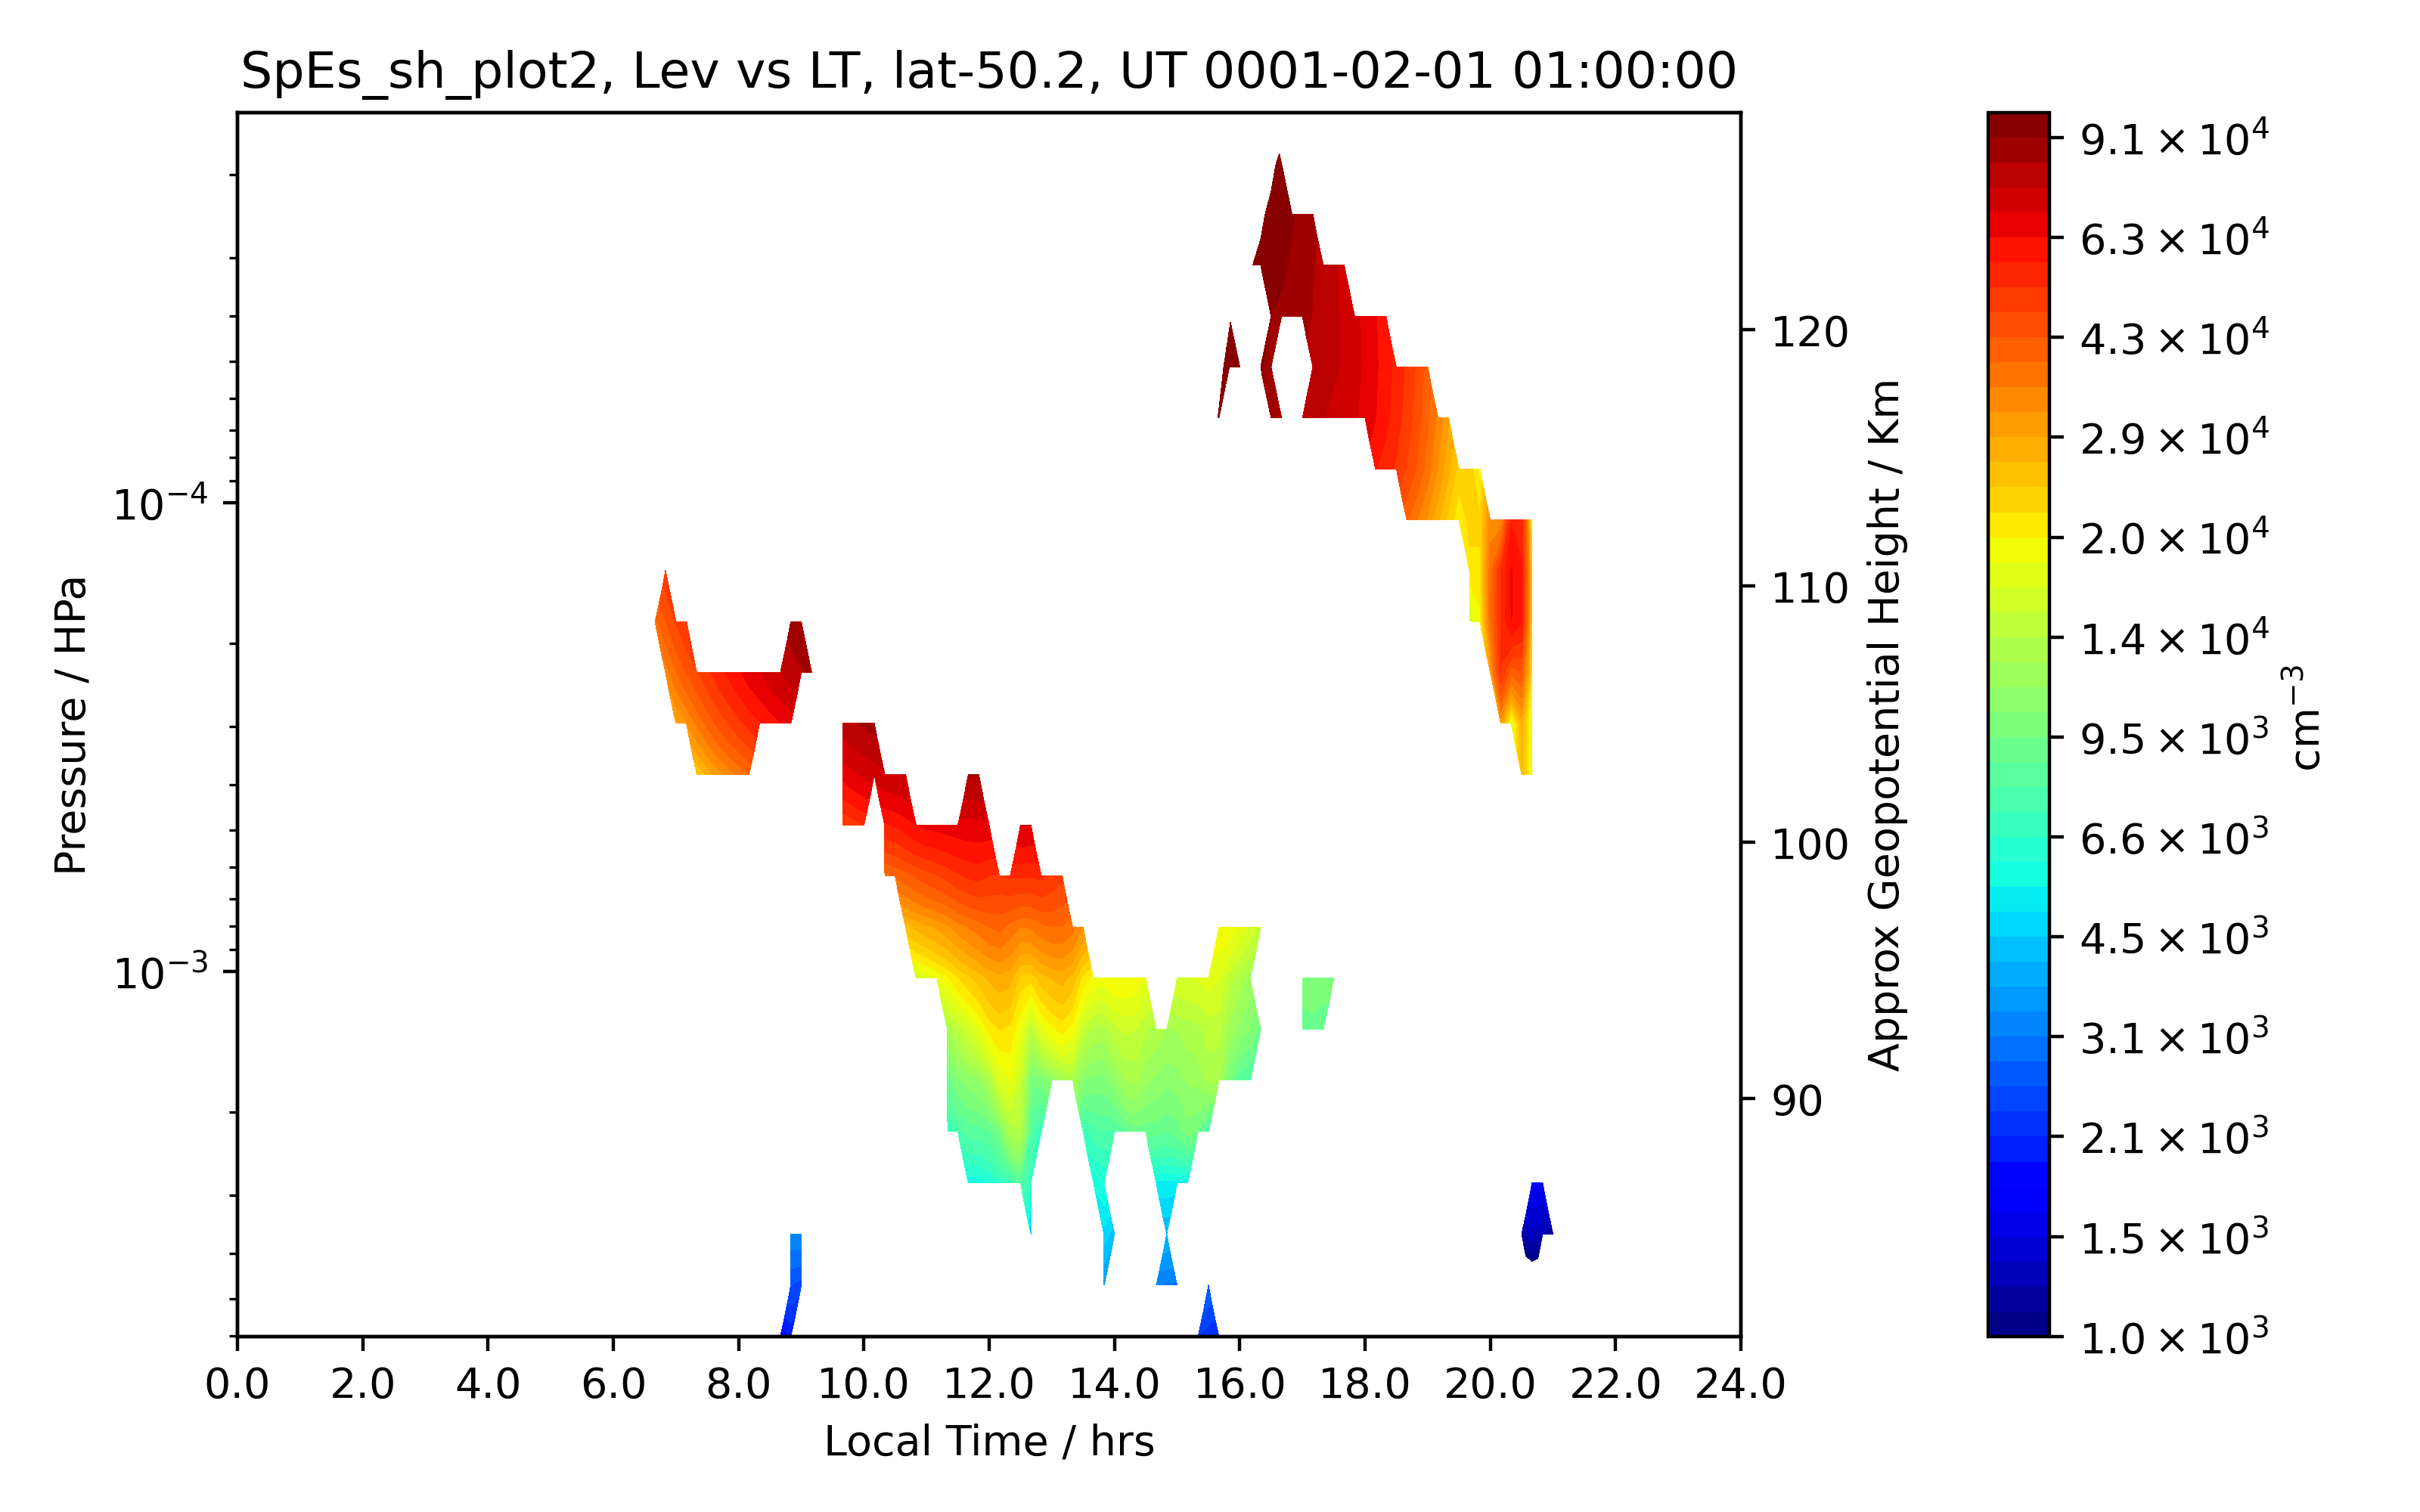 SpEs_sh_plot2, Lev vs LT, lat-50.2, UT 0001-02-01 01:00:00
Pressure / HPa
10⁻⁴
10⁻³
120
110
100
90
Approx Geopotential Height / Km
9.1 × 10⁴
6.3 × 10⁴
4.3 × 10⁴
2.9 × 10⁴
2.0 × 10⁴
1.4 × 10⁴
9.5 × 10³
6.6 × 10³
4.5 × 10³
3.1 × 10³
2.1 × 10³
1.5 × 10³
1.0 × 10³
cm⁻³
0.0 2.0 4.0 6.0 8.0 10.0 12.0 14.0 16.0 18.0 20.0 22.0 24.0
Local Time / hrs